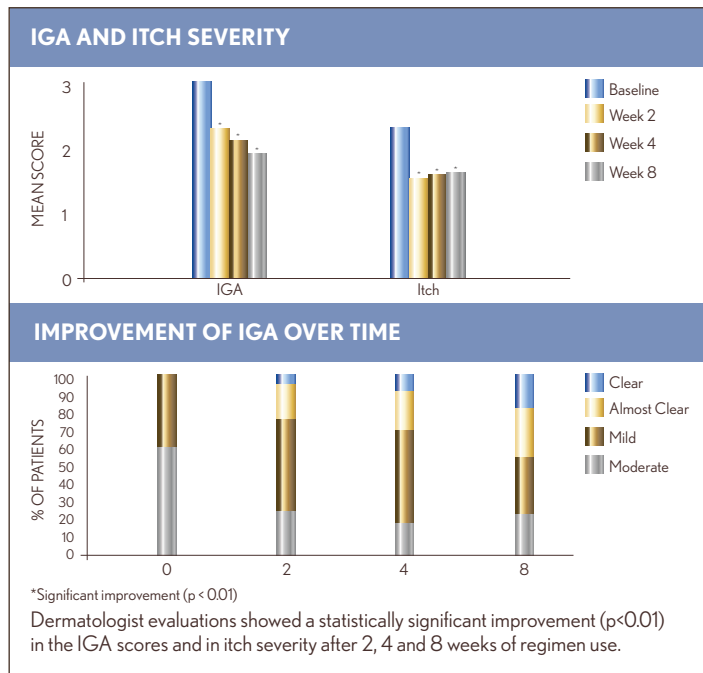 IGA AND ITCH SEVERITY
MEAN SCORE
3
2
1
0
* * *
* * *
IGA
Itch
Baseline
Week 2
Week 4
Week 8
IMPROVEMENT OF IGA OVER TIME
% OF PATIENTS
100
90
80
70
60
50
40
30
20
10
0
0
2
4
8
Clear
Almost Clear
Mild
Moderate
*Significant improvement (p < 0.01)
Dermatologist evaluations showed a statistically significant improvement (p<0.01)
in the IGA scores and in itch severity after 2, 4 and 8 weeks of regimen use.